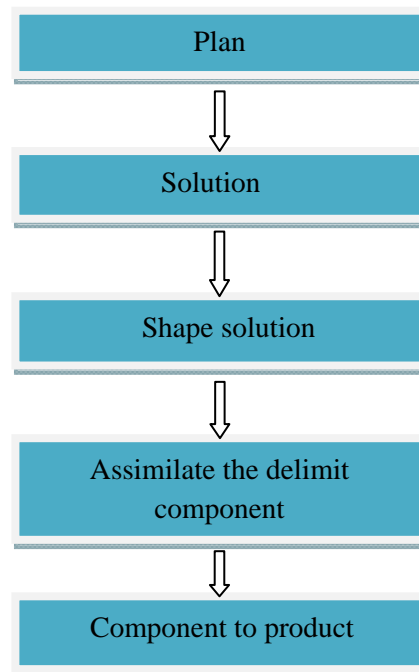 Plan
Solution
Shape solution
Assimilate the delimit
component
Component to product